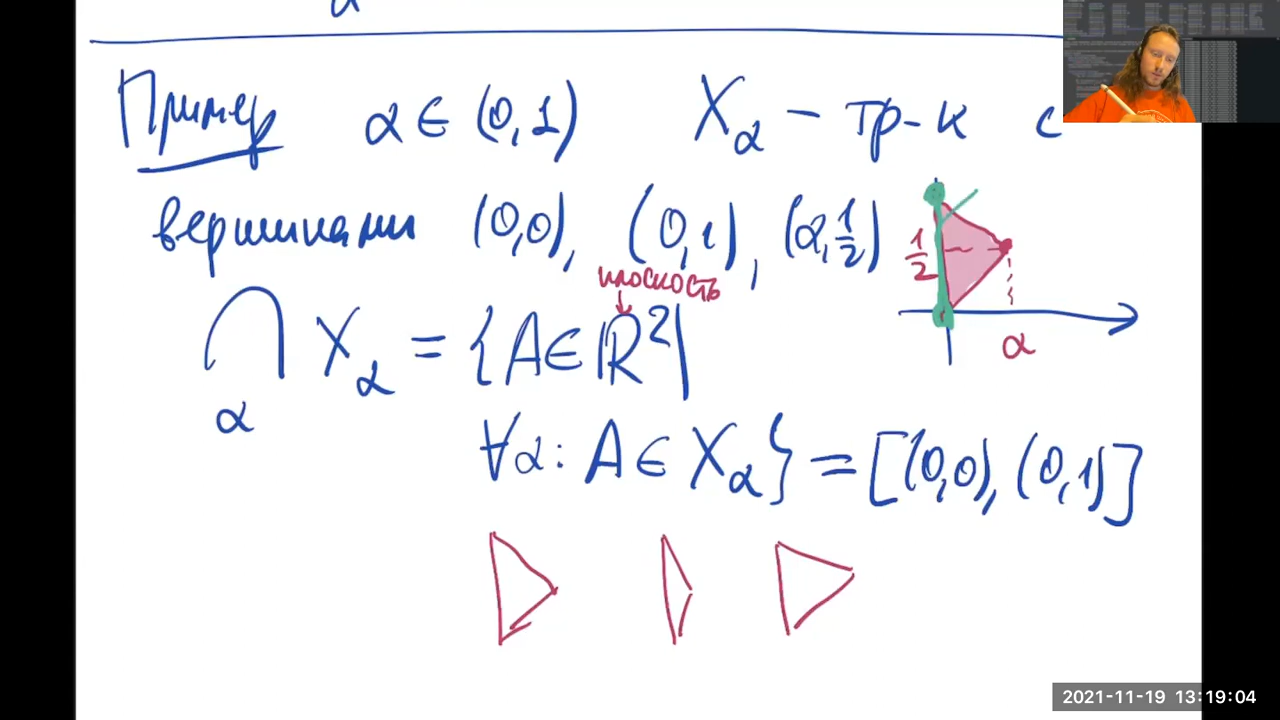 α
Пример α ∈ (0,1) X_α – тр-к с
вершинами (0,0), (0,1), (α, 1/2)
1/2
плоскость
⋂_α X_α = {A ∈ ℝ² |
α
∀α: A ∈ X_α} = [(0,0), (0,1)]
2021-11-19 13:19:04